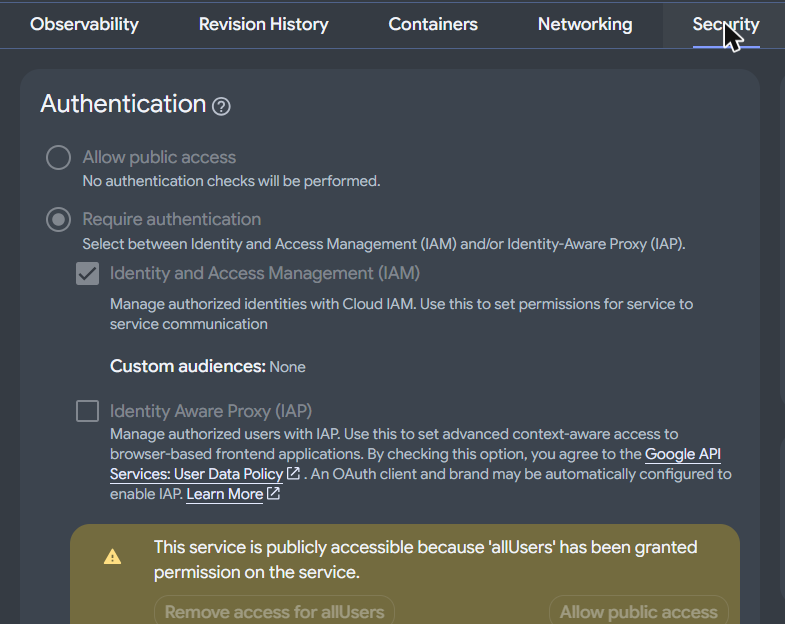 Observability Revision History Containers Networking Security
Authentication
Allow public access
No authentication checks will be performed.
Require authentication
Select between Identity and Access Management (IAM) and/or Identity-Aware Proxy (IAP).
Identity and Access Management (IAM)
Manage authorized identities with Cloud IAM. Use this to set permissions for service to
service communication
Custom audiences: None
Identity Aware Proxy (IAP)
Manage authorized users with IAP. Use this to set advanced context-aware access to
browser-based frontend applications. By checking this option, you agree to the Google API
Services: User Data Policy . An OAuth client and brand may be automatically configured to
enable IAP. Learn More
This service is publicly accessible because 'allUsers' has been granted
permission on the service.
Remove access for allUsers Allow public access